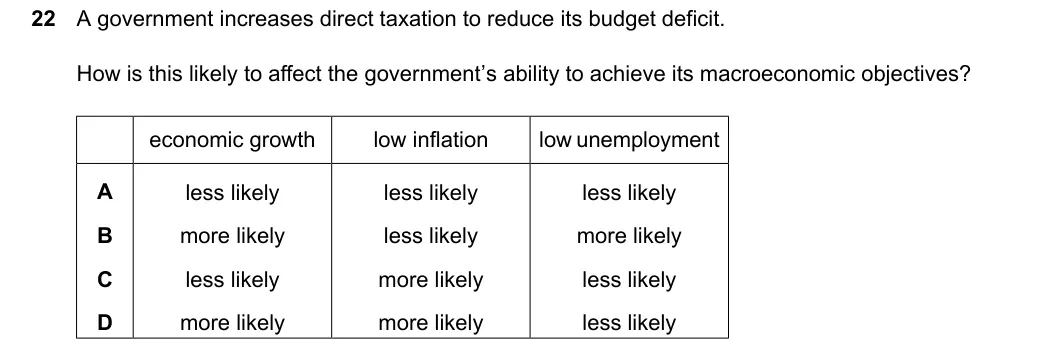 22 A government increases direct taxation to reduce its budget deficit.
How is this likely to affect the government's ability to achieve its macroeconomic objectives?
economic growth low inflation low unemployment
A less likely less likely less likely
B more likely less likely more likely
C less likely more likely less likely
D more likely more likely less likely